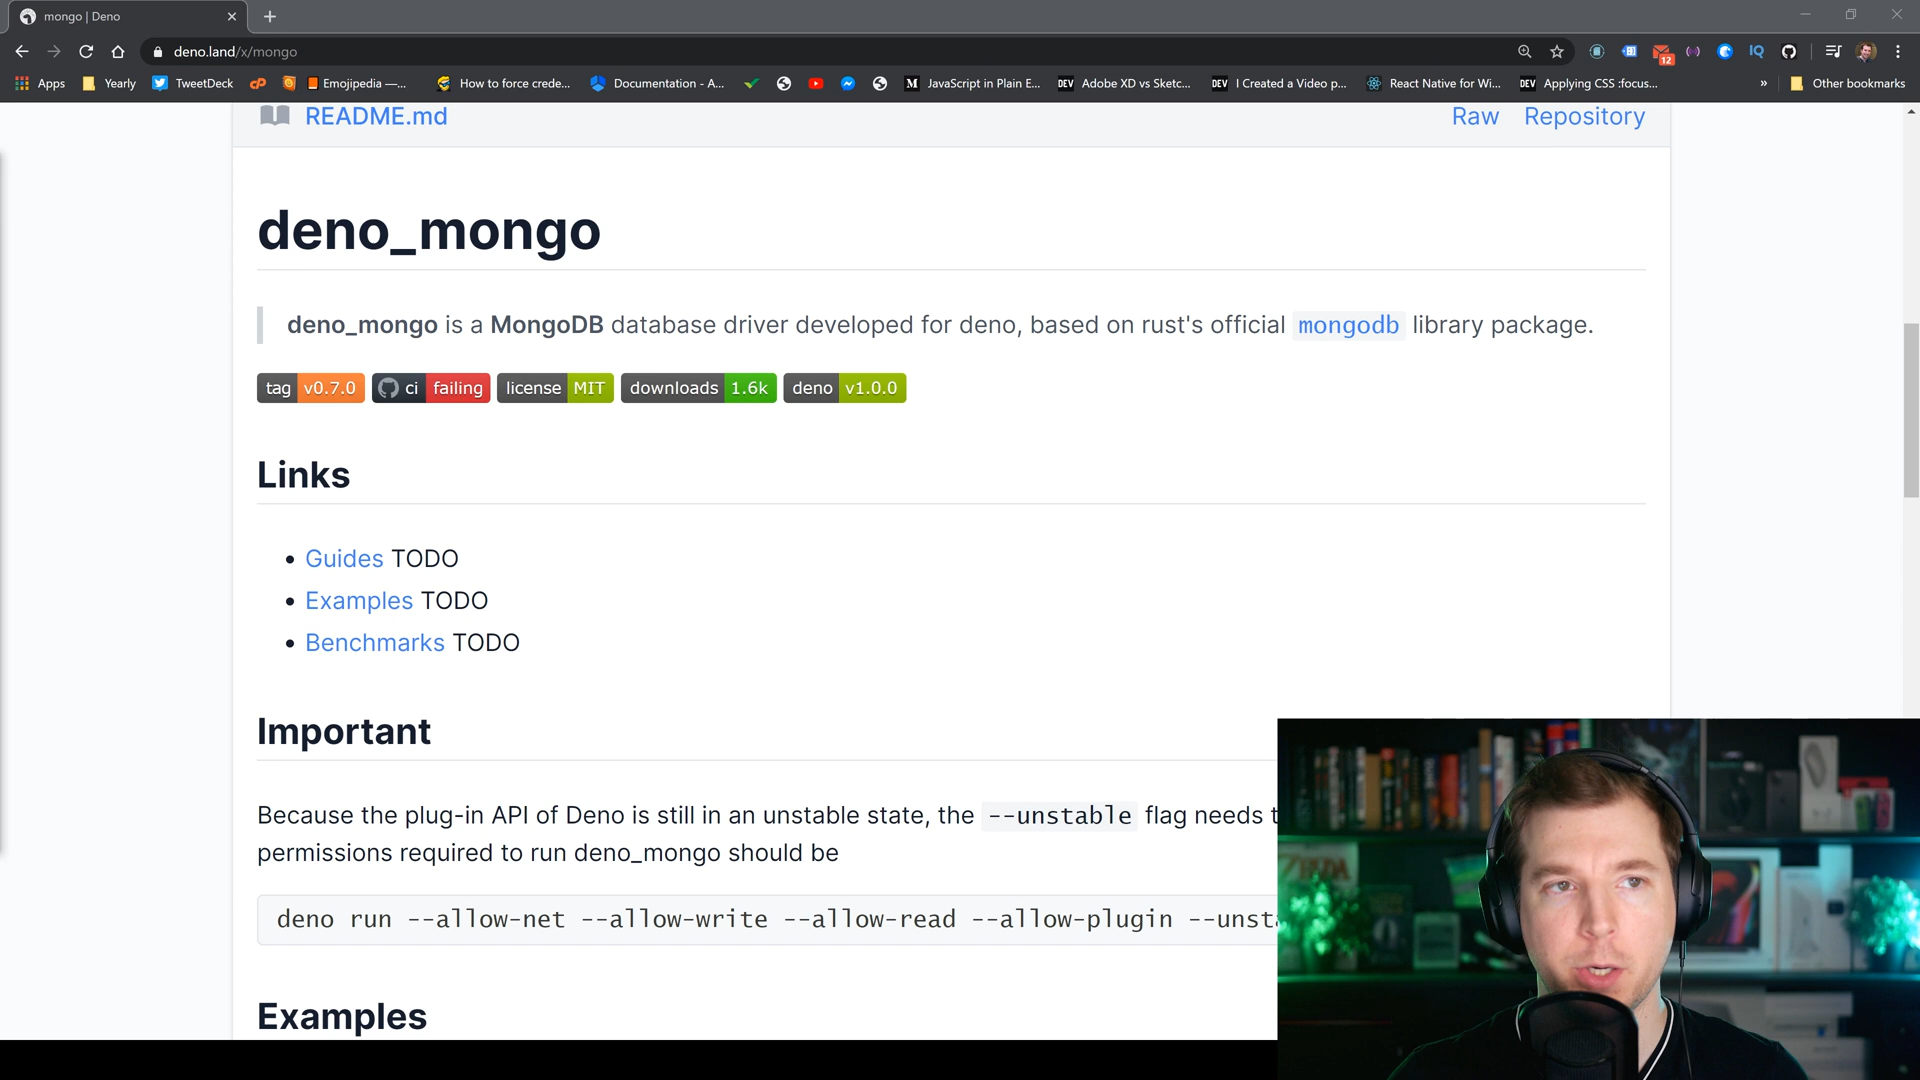 mongo | Deno
deno.land/x/mongo
12
IQ
Apps
Yearly
TweetDeck
Emojipedia —...
How to force crede...
Documentation - A...
JavaScript in Plain E...
DEV
Adobe XD vs Sketc...
DEV
I Created a Video p...
React Native for Wi...
DEV
Applying CSS :focus...
»
Other bookmarks
README.md
Raw
Repository
deno_mongo
deno_mongo is a MongoDB database driver developed for deno, based on rust's official mongodb library package.
tag v0.7.0 ci failing license MIT downloads 1.6k deno v1.0.0
Links
• Guides TODO
• Examples TODO
• Benchmarks TODO
Important
Because the plug-in API of Deno is still in an unstable state, the --unstable flag needs t
permissions required to run deno_mongo should be
deno run --allow-net --allow-write --allow-read --allow-plugin --unst
Examples